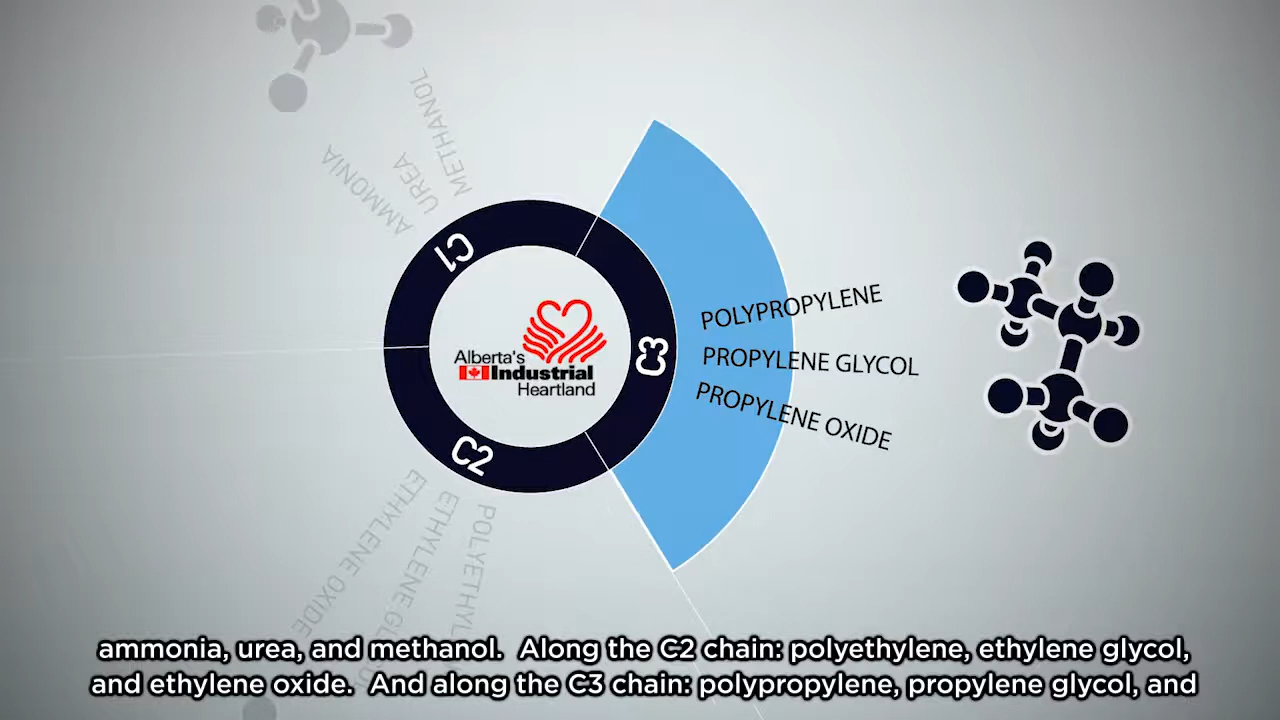 METHANOL
UREA
AMMONIA
C1
POLYPROPYLENE
C3
PROPYLENE GLYCOL
PROPYLENE OXIDE
Alberta's
Industrial
Heartland
C2
ETHYLENE OXIDE
ammonia, urea, and methanol. Along the C2 chain: polyethylene, ethylene glycol,
and ethylene oxide. And along the C3 chain: polypropylene, propylene glycol, and